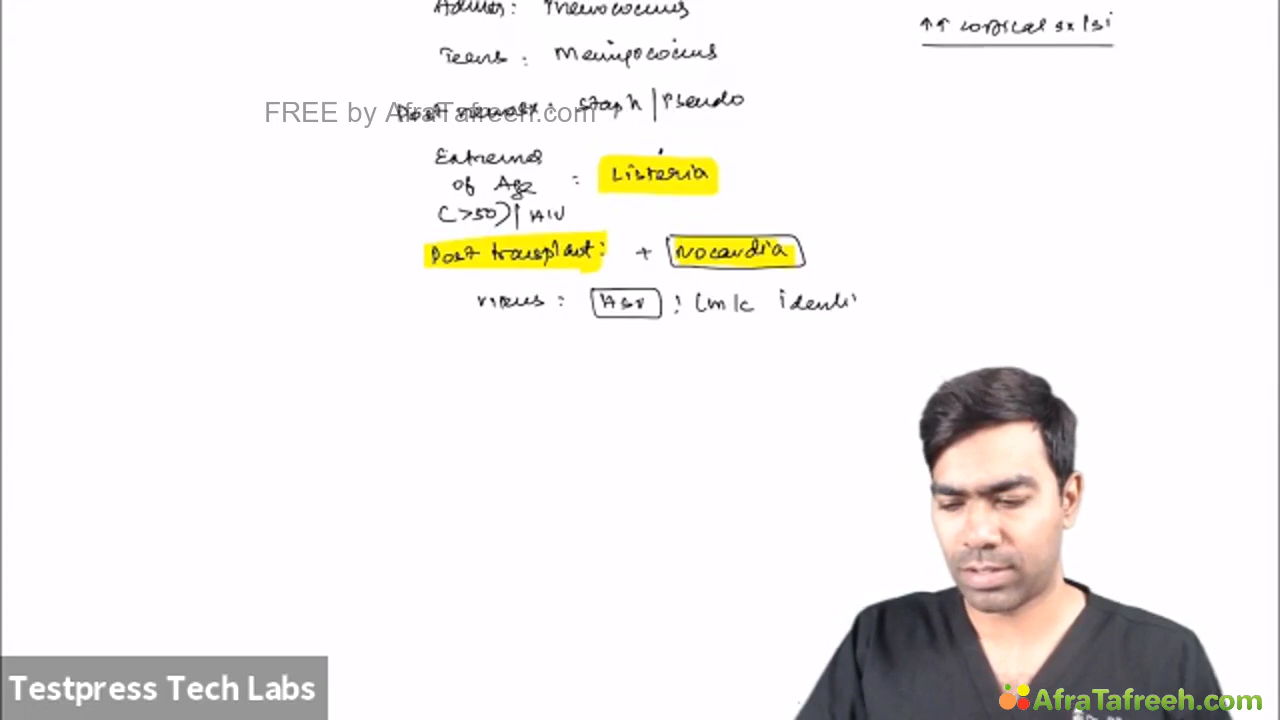 Adults: Pneumococcus
↑↑ cortical sx/si
Teens: Meningococcus
FREE by AfraTafreeh.com
Post neurosx: Staph | Pseudo
Extremes
of Age : Listeria
(>50) | HIV
Post transplant: + Nocardia
virus: HSV : (m/c identi
Testpress Tech Labs
AfraTafreeh.com